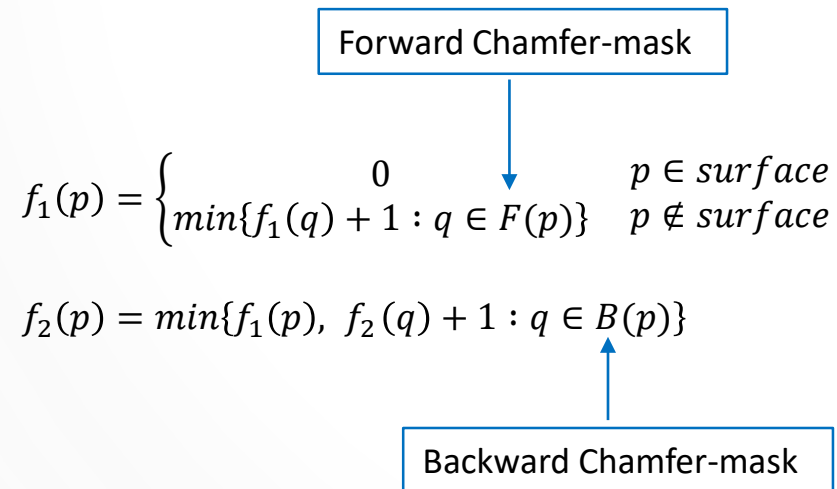 Forward Chamfer-mask
f₁(p) = { 0 p ∈ surface
min{f₁(q) + 1 : q ∈ F(p)} p ∉ surface
f₂(p) = min{f₁(p), f₂(q) + 1 : q ∈ B(p)}
Backward Chamfer-mask